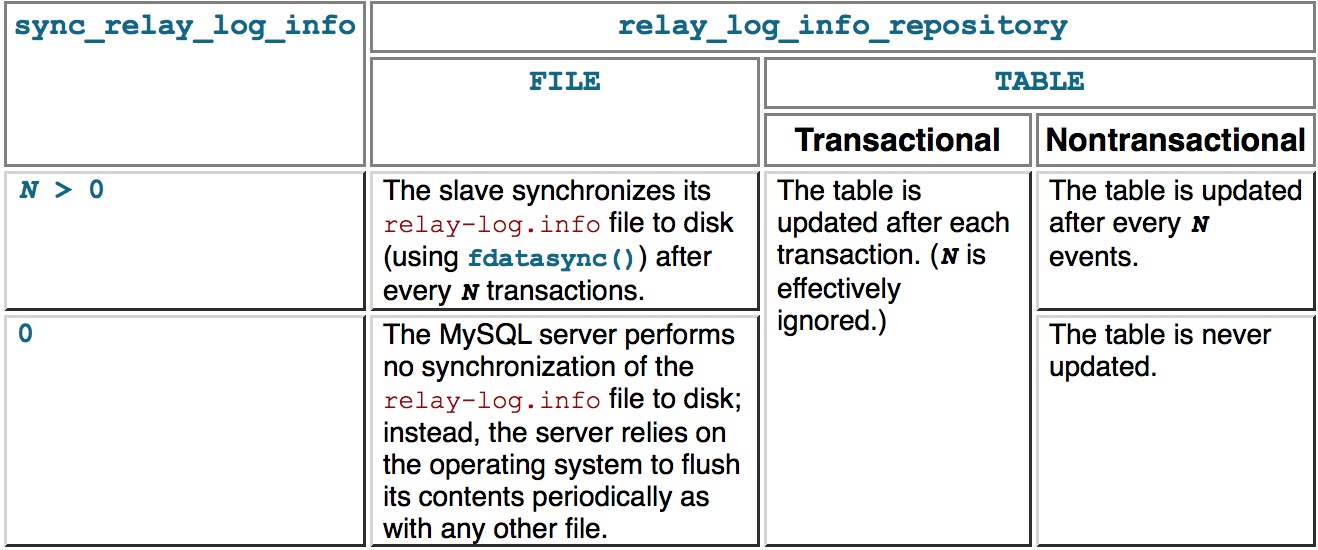 sync_relay_log_info
relay_log_info_repository
FILE
TABLE
Transactional
Nontransactional
N > 0
The slave synchronizes its
relay-log.info file to disk
(using fdatasync()) after
every N transactions.
The table is
updated after each
transaction. (N is
effectively
ignored.)
The table is updated
after every N
events.
0
The MySQL server performs
no synchronization of the
relay-log.info file to disk;
instead, the server relies on
the operating system to flush
its contents periodically as
with any other file.
The table is never
updated.